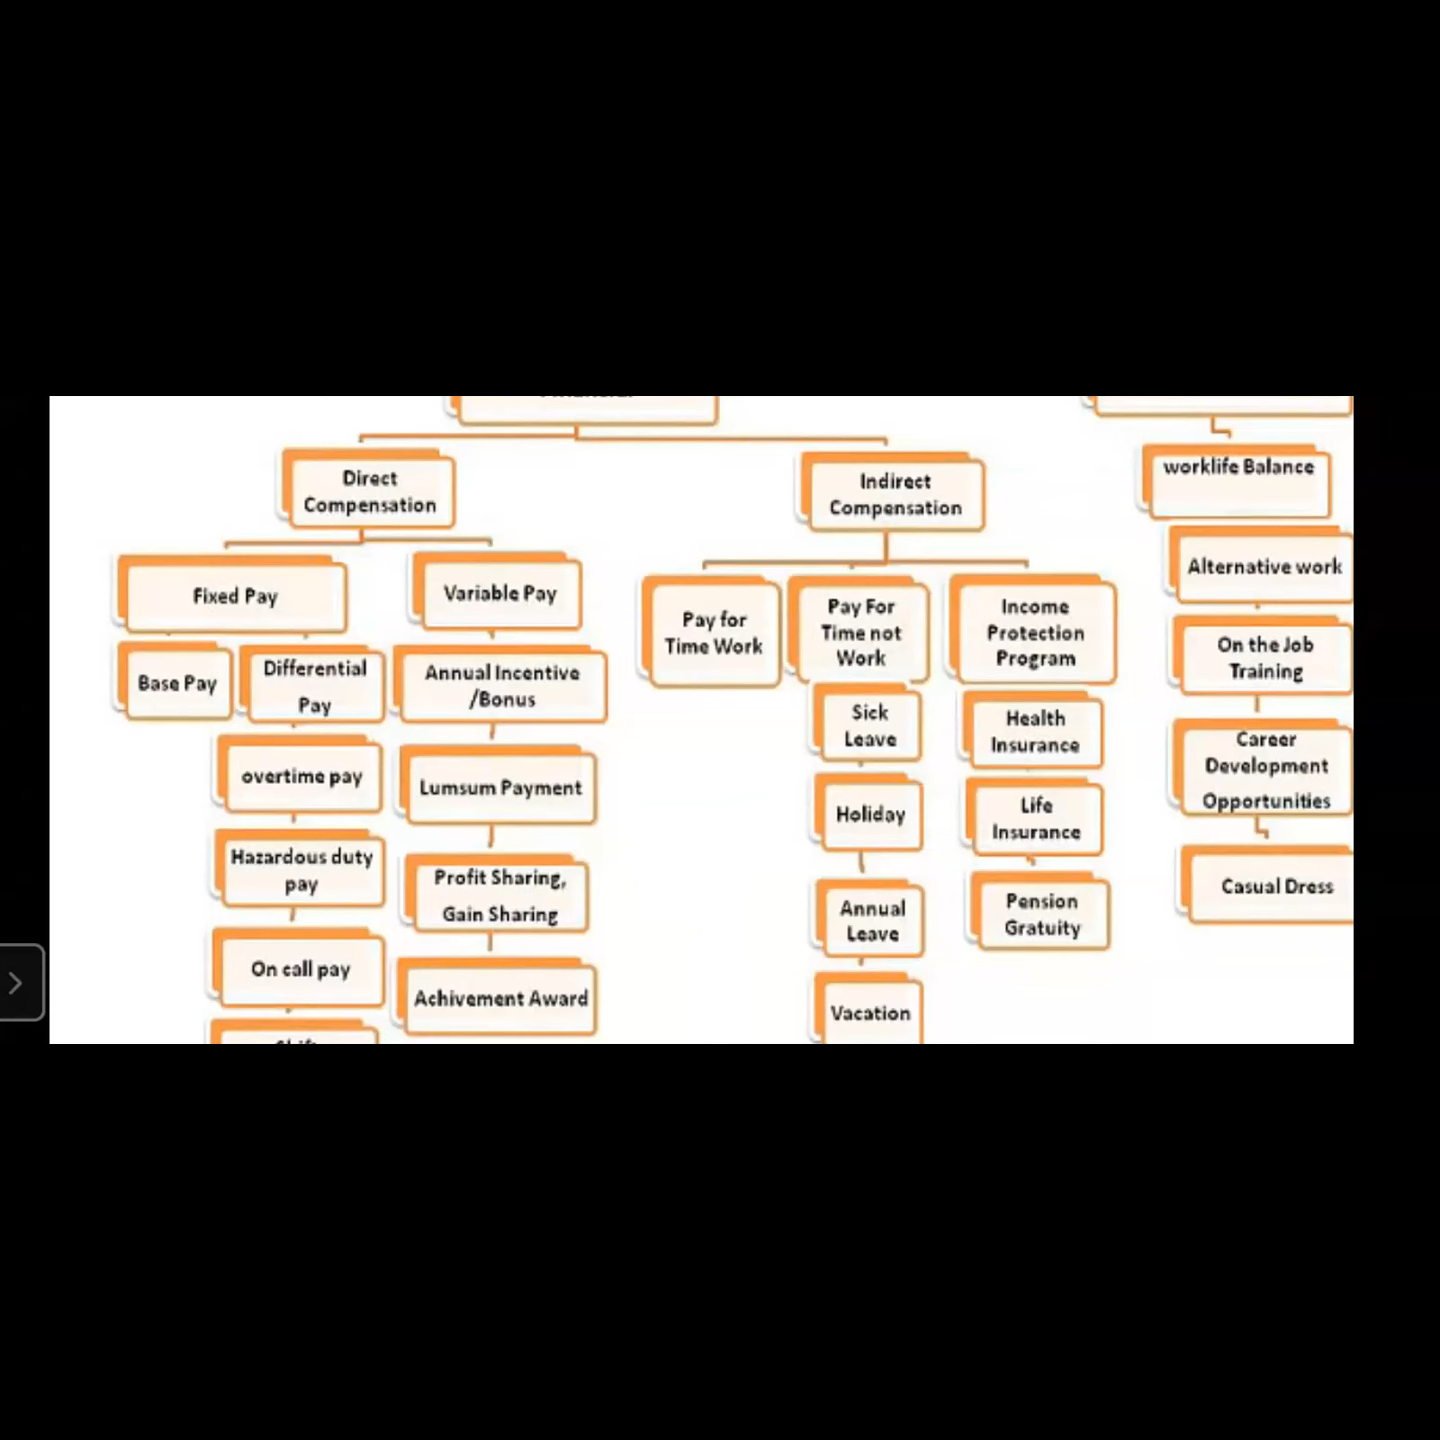 Direct
Compensation
Indirect
Compensation
worklife Balance
Fixed Pay
Variable Pay
Pay for
Time Work
Pay For
Time not
Work
Income
Protection
Program
Alternative work
Base Pay
Differential
Pay
Annual Incentive
/Bonus
Sick
Leave
Health
Insurance
On the Job
Training
overtime pay
Lumsum Payment
Holiday
Life
Insurance
Career
Development
Opportunities
Hazardous duty
pay
Profit Sharing,
Gain Sharing
Annual
Leave
Pension
Gratuity
Casual Dress
On call pay
Achivement Award
Vacation